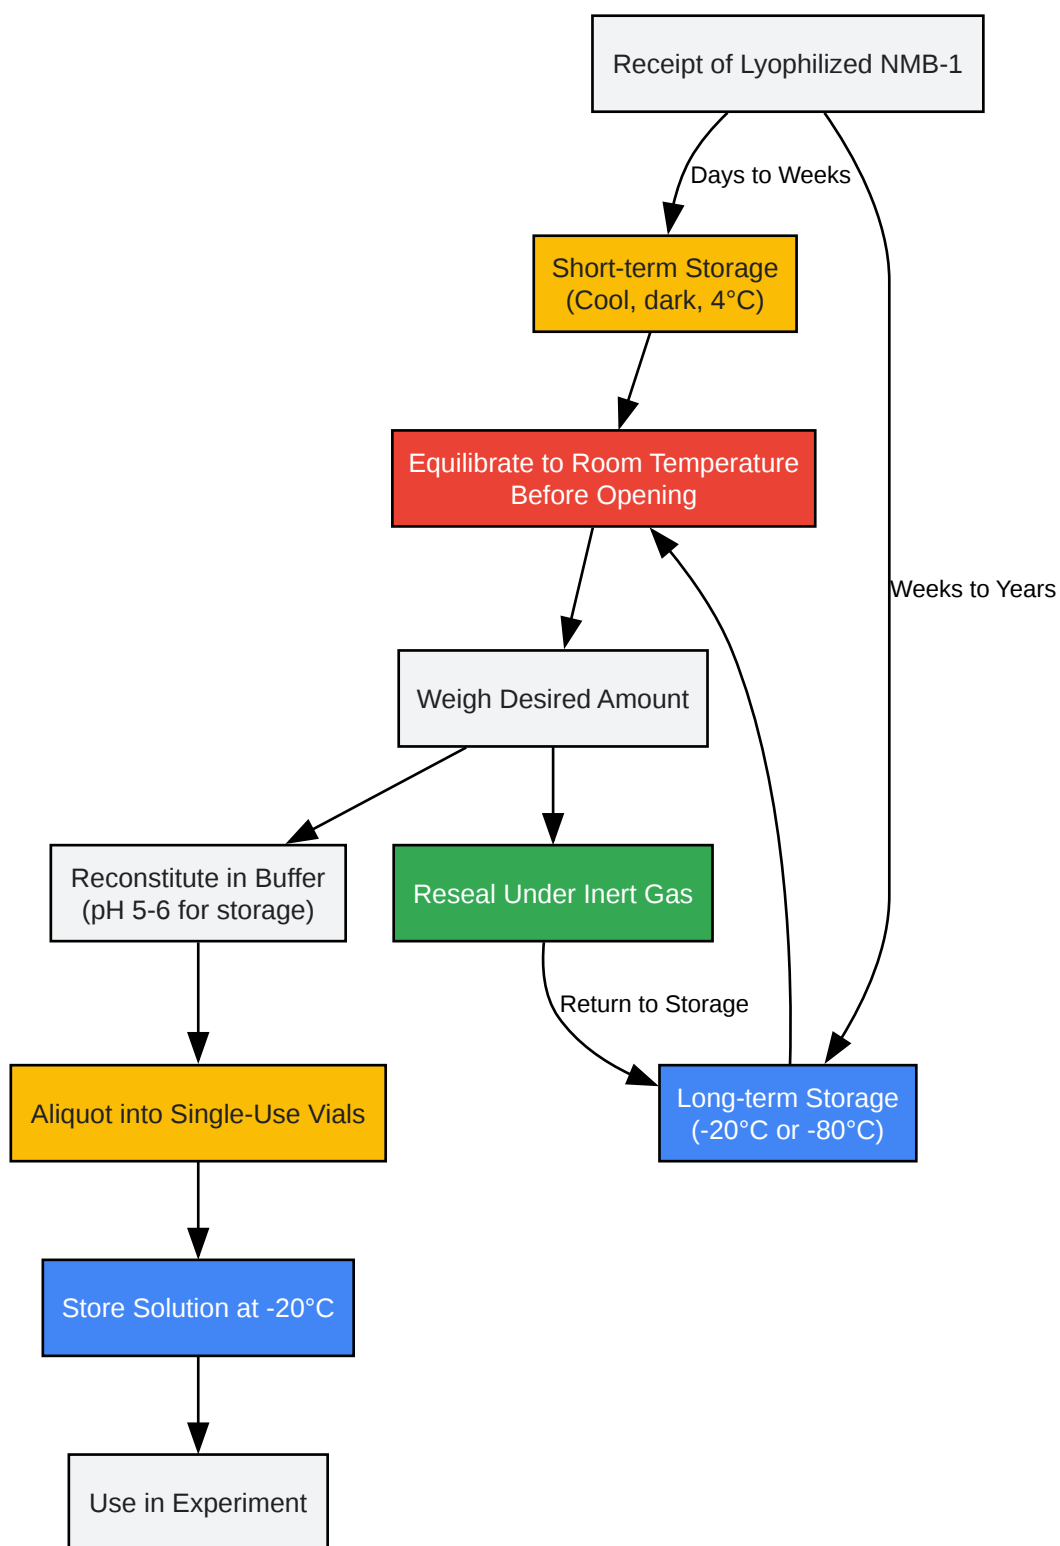 Receipt of Lyophilized NMB-1
Days to Weeks
Short-term Storage
(Cool, dark, 4°C)
Equilibrate to Room Temperature
Before Opening
Weeks to Years
Weigh Desired Amount
Reconstitute in Buffer
(pH 5-6 for storage)
Reseal Under Inert Gas
Return to Storage
Long-term Storage
(-20°C or -80°C)
Aliquot into Single-Use Vials
Store Solution at -20°C
Use in Experiment